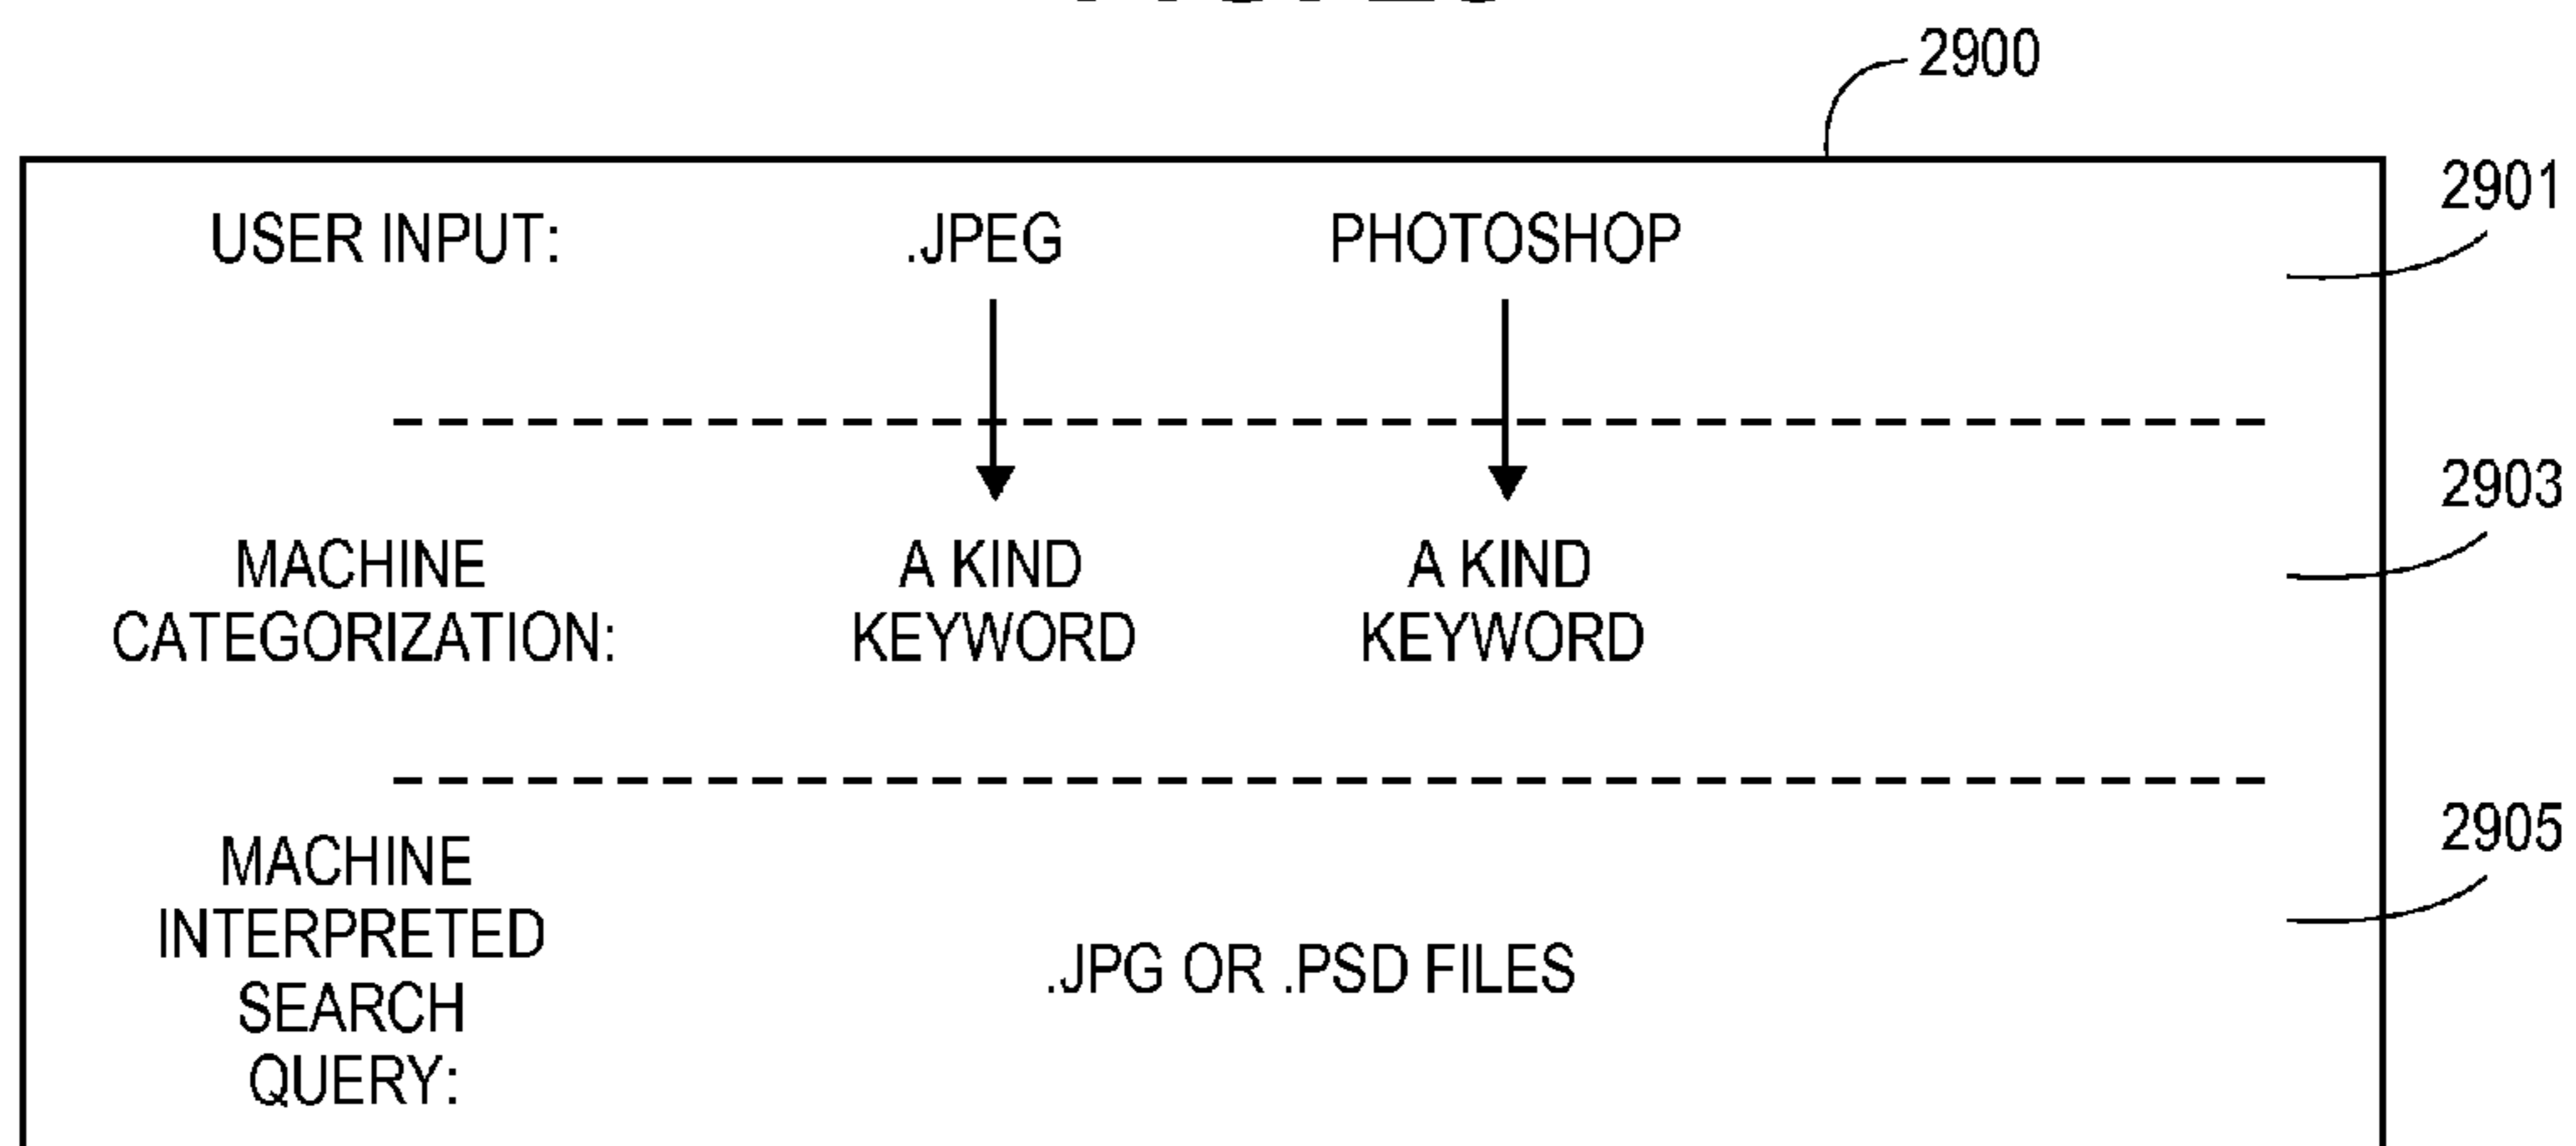 2900
2901
USER INPUT: .JPEG PHOTOSHOP
2903
MACHINE A KIND A KIND
CATEGORIZATION: KEYWORD KEYWORD
2905
MACHINE
INTERPRETED
.JPG OR .PSD FILES
SEARCH
QUERY: